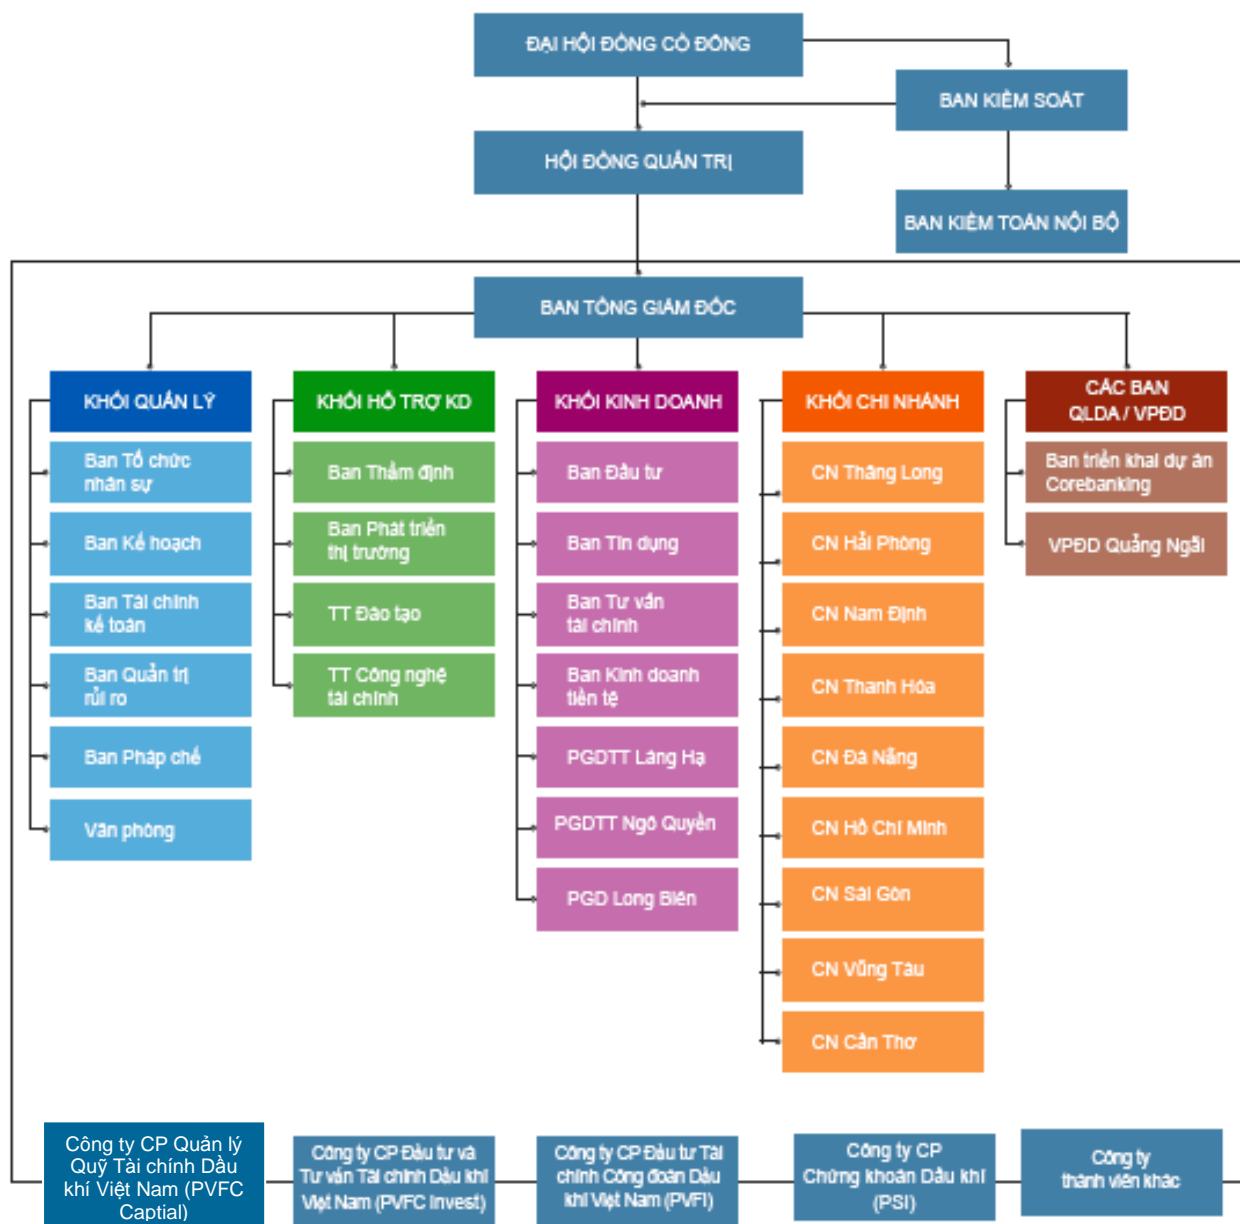 ĐẠI HỘI ĐỒNG CỔ ĐÔNG
BAN KIỂM SOÁT
HỘI ĐỒNG QUẢN TRỊ
BAN KIỂM TOÁN NỘI BỘ
BAN TỔNG GIÁM ĐỐC
KHỐI QUẢN LÝ
Ban Tổ chức
nhân sự
Ban Kế hoạch
Ban Tài chính
kế toán
Ban Quản trị
rủi ro
Ban Pháp chế
Văn phòng
KHỐI HỖ TRỢ KD
Ban Thẩm định
Ban Phát triển
thị trường
TT Đào tạo
TT Công nghệ
tài chính
KHỐI KINH DOANH
Ban Đầu tư
Ban Tín dụng
Ban Tư vấn
tài chính
Ban Kinh doanh
tiền tệ
PGDTT Láng Hạ
PGDTT Ngô Quyền
PGD Long Biên
KHỐI CHI NHÁNH
CN Thăng Long
CN Hải Phòng
CN Nam Định
CN Thanh Hóa
CN Đà Nẵng
CN Hồ Chí Minh
CN Sài Gòn
CN Vũng Tàu
CN Cần Thơ
CÁC BAN
QLDA / VPĐD
Ban triển khai dự án
Corebanking
VPĐD Quảng Ngãi
Công ty CP Quản lý
Quỹ Tài chính Dầu
khí Việt Nam (PVFC
Captial)
Công ty CP Đầu tư và
Tư vấn Tài chính Dầu khí
Việt Nam (PVFC Invest)
Công ty CP Đầu tư Tài
chính Công đoàn Dầu
khí Việt Nam (PVFI)
Công ty CP
Chứng khoán Dầu khí
(PSI)
Công ty
thành viên khác